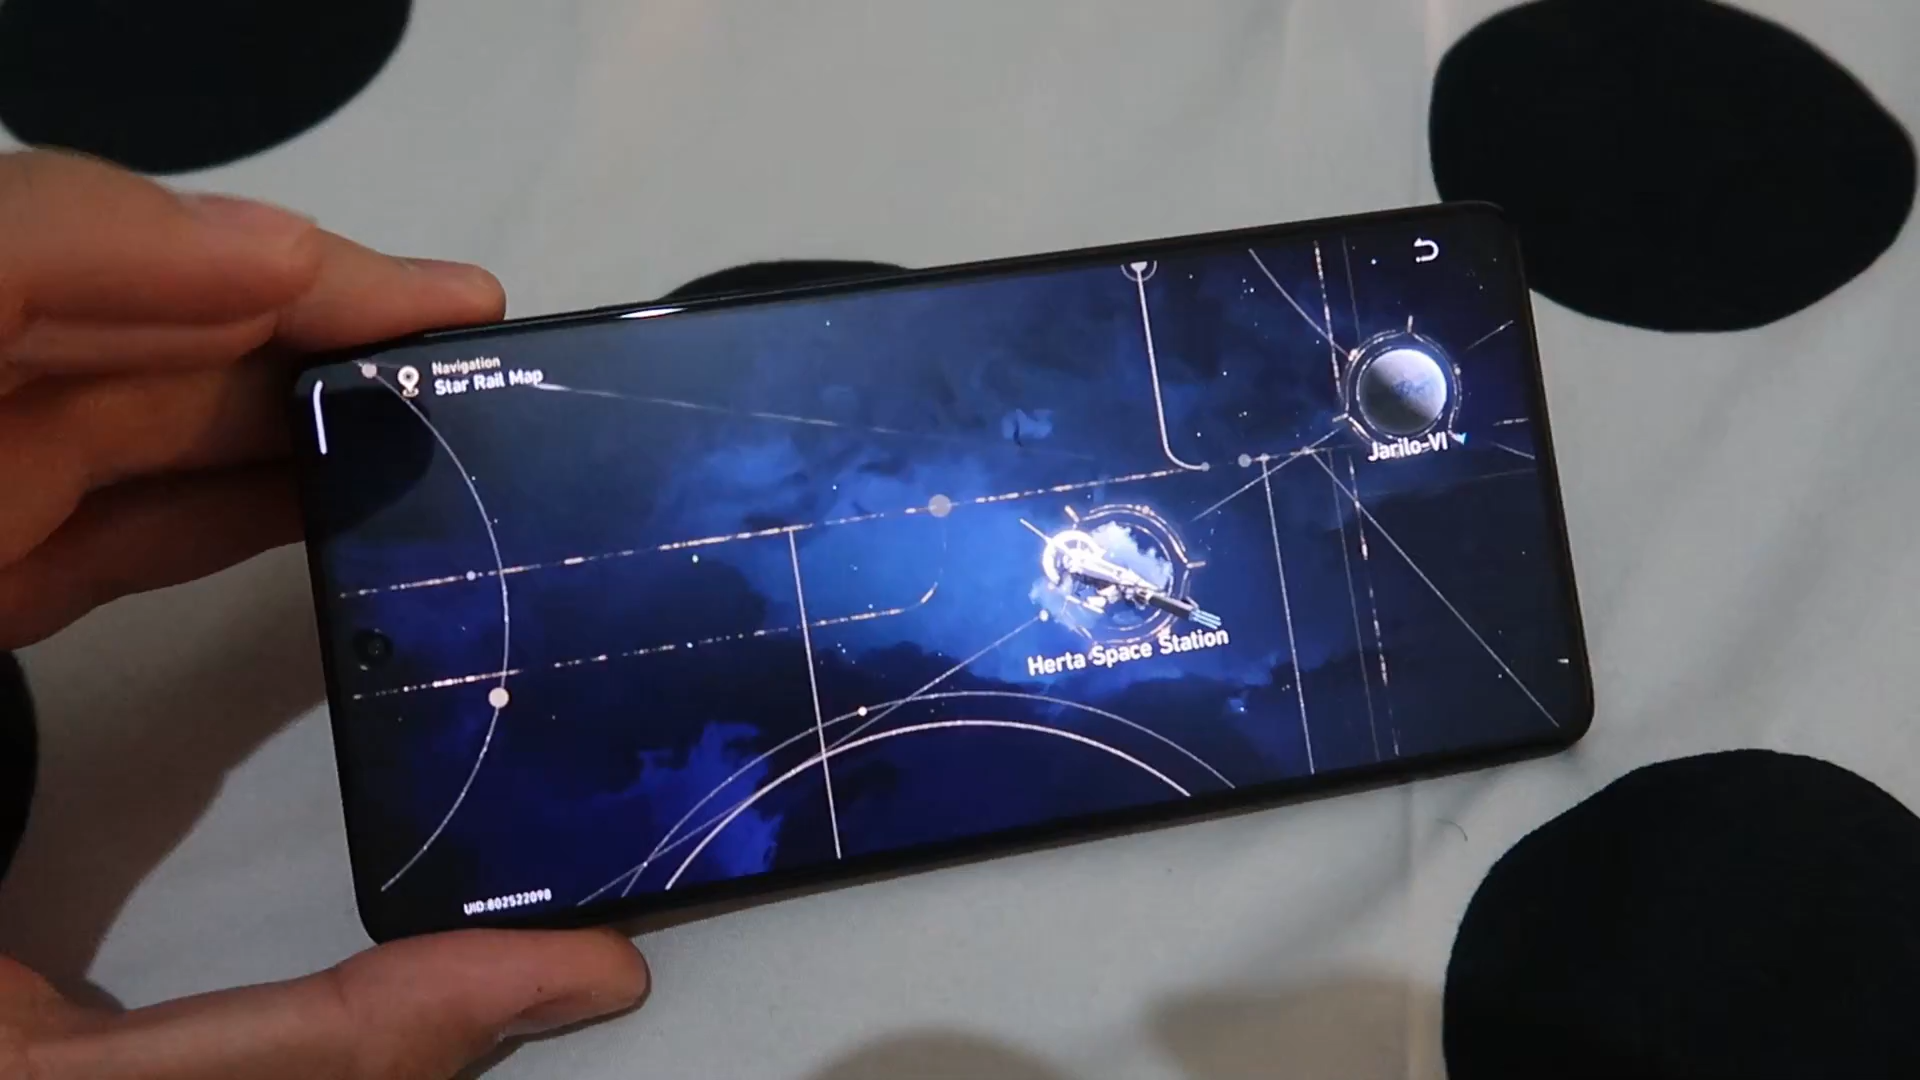 Navigation
Star Rail Map
Jarilo-VI
Herta Space Station
UID:802522098